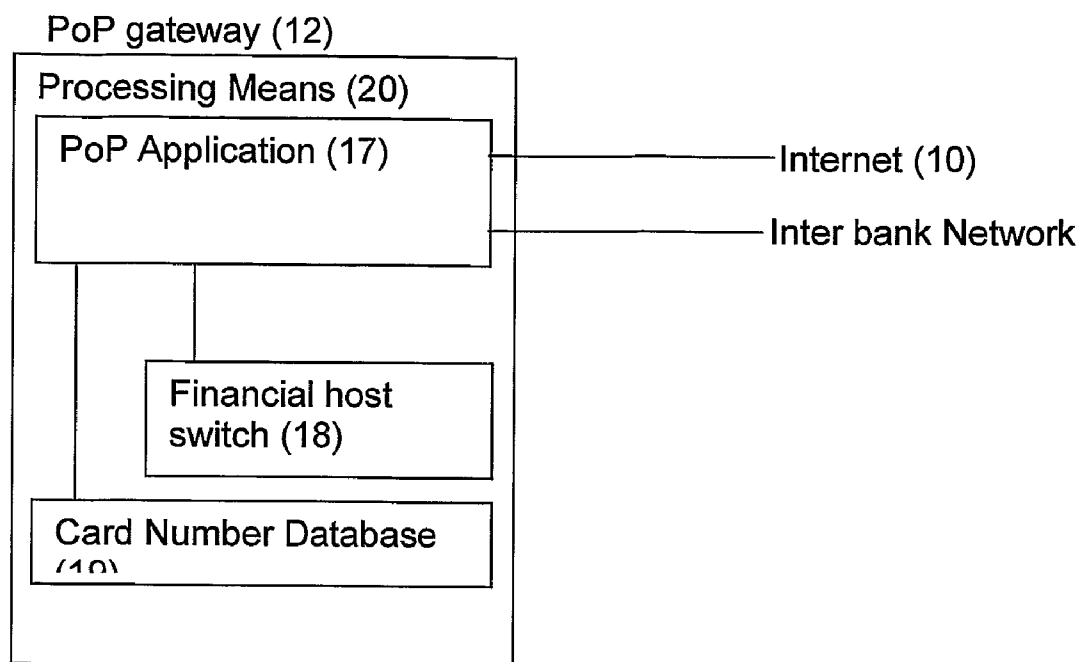 PoP gateway (12)
Processing Means (20)
PoP Application (17)
Internet (10)
Inter bank Network
Financial host
switch (18)
Card Number Database